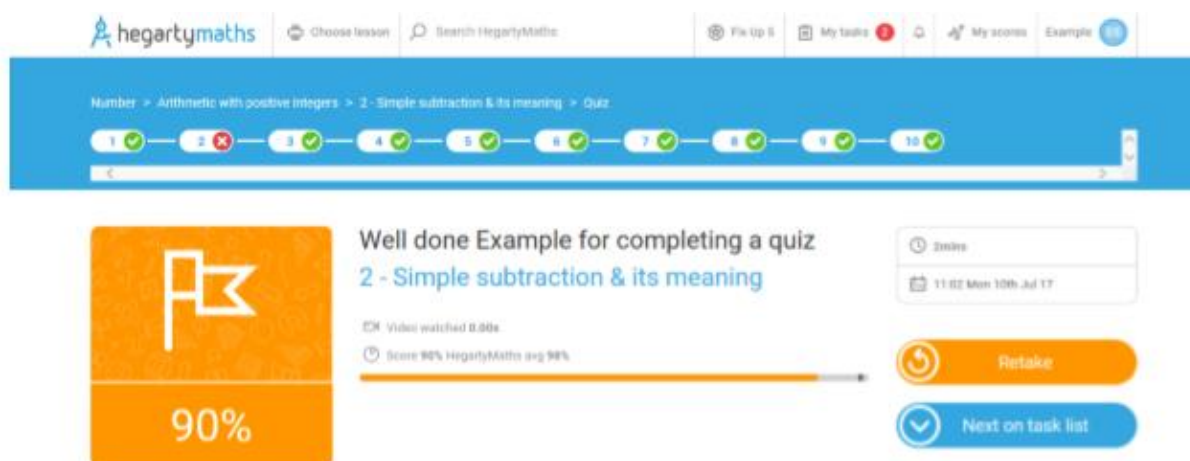 hegartymaths Choose lesson Search HegartyMaths Fix Up 5 My tasks 2 My scores Example
Number > Arithmetic with positive integers > 2 - Simple subtraction & its meaning > Quiz
1 2 3 4 5 6 7 8 9 10
Well done Example for completing a quiz
2 - Simple subtraction & its meaning
Video watched 0.00s
Score 90% HegartyMaths avg 98%
90%
2mins
11:02 Mon 10th Jul 17
Retake
Next on task list